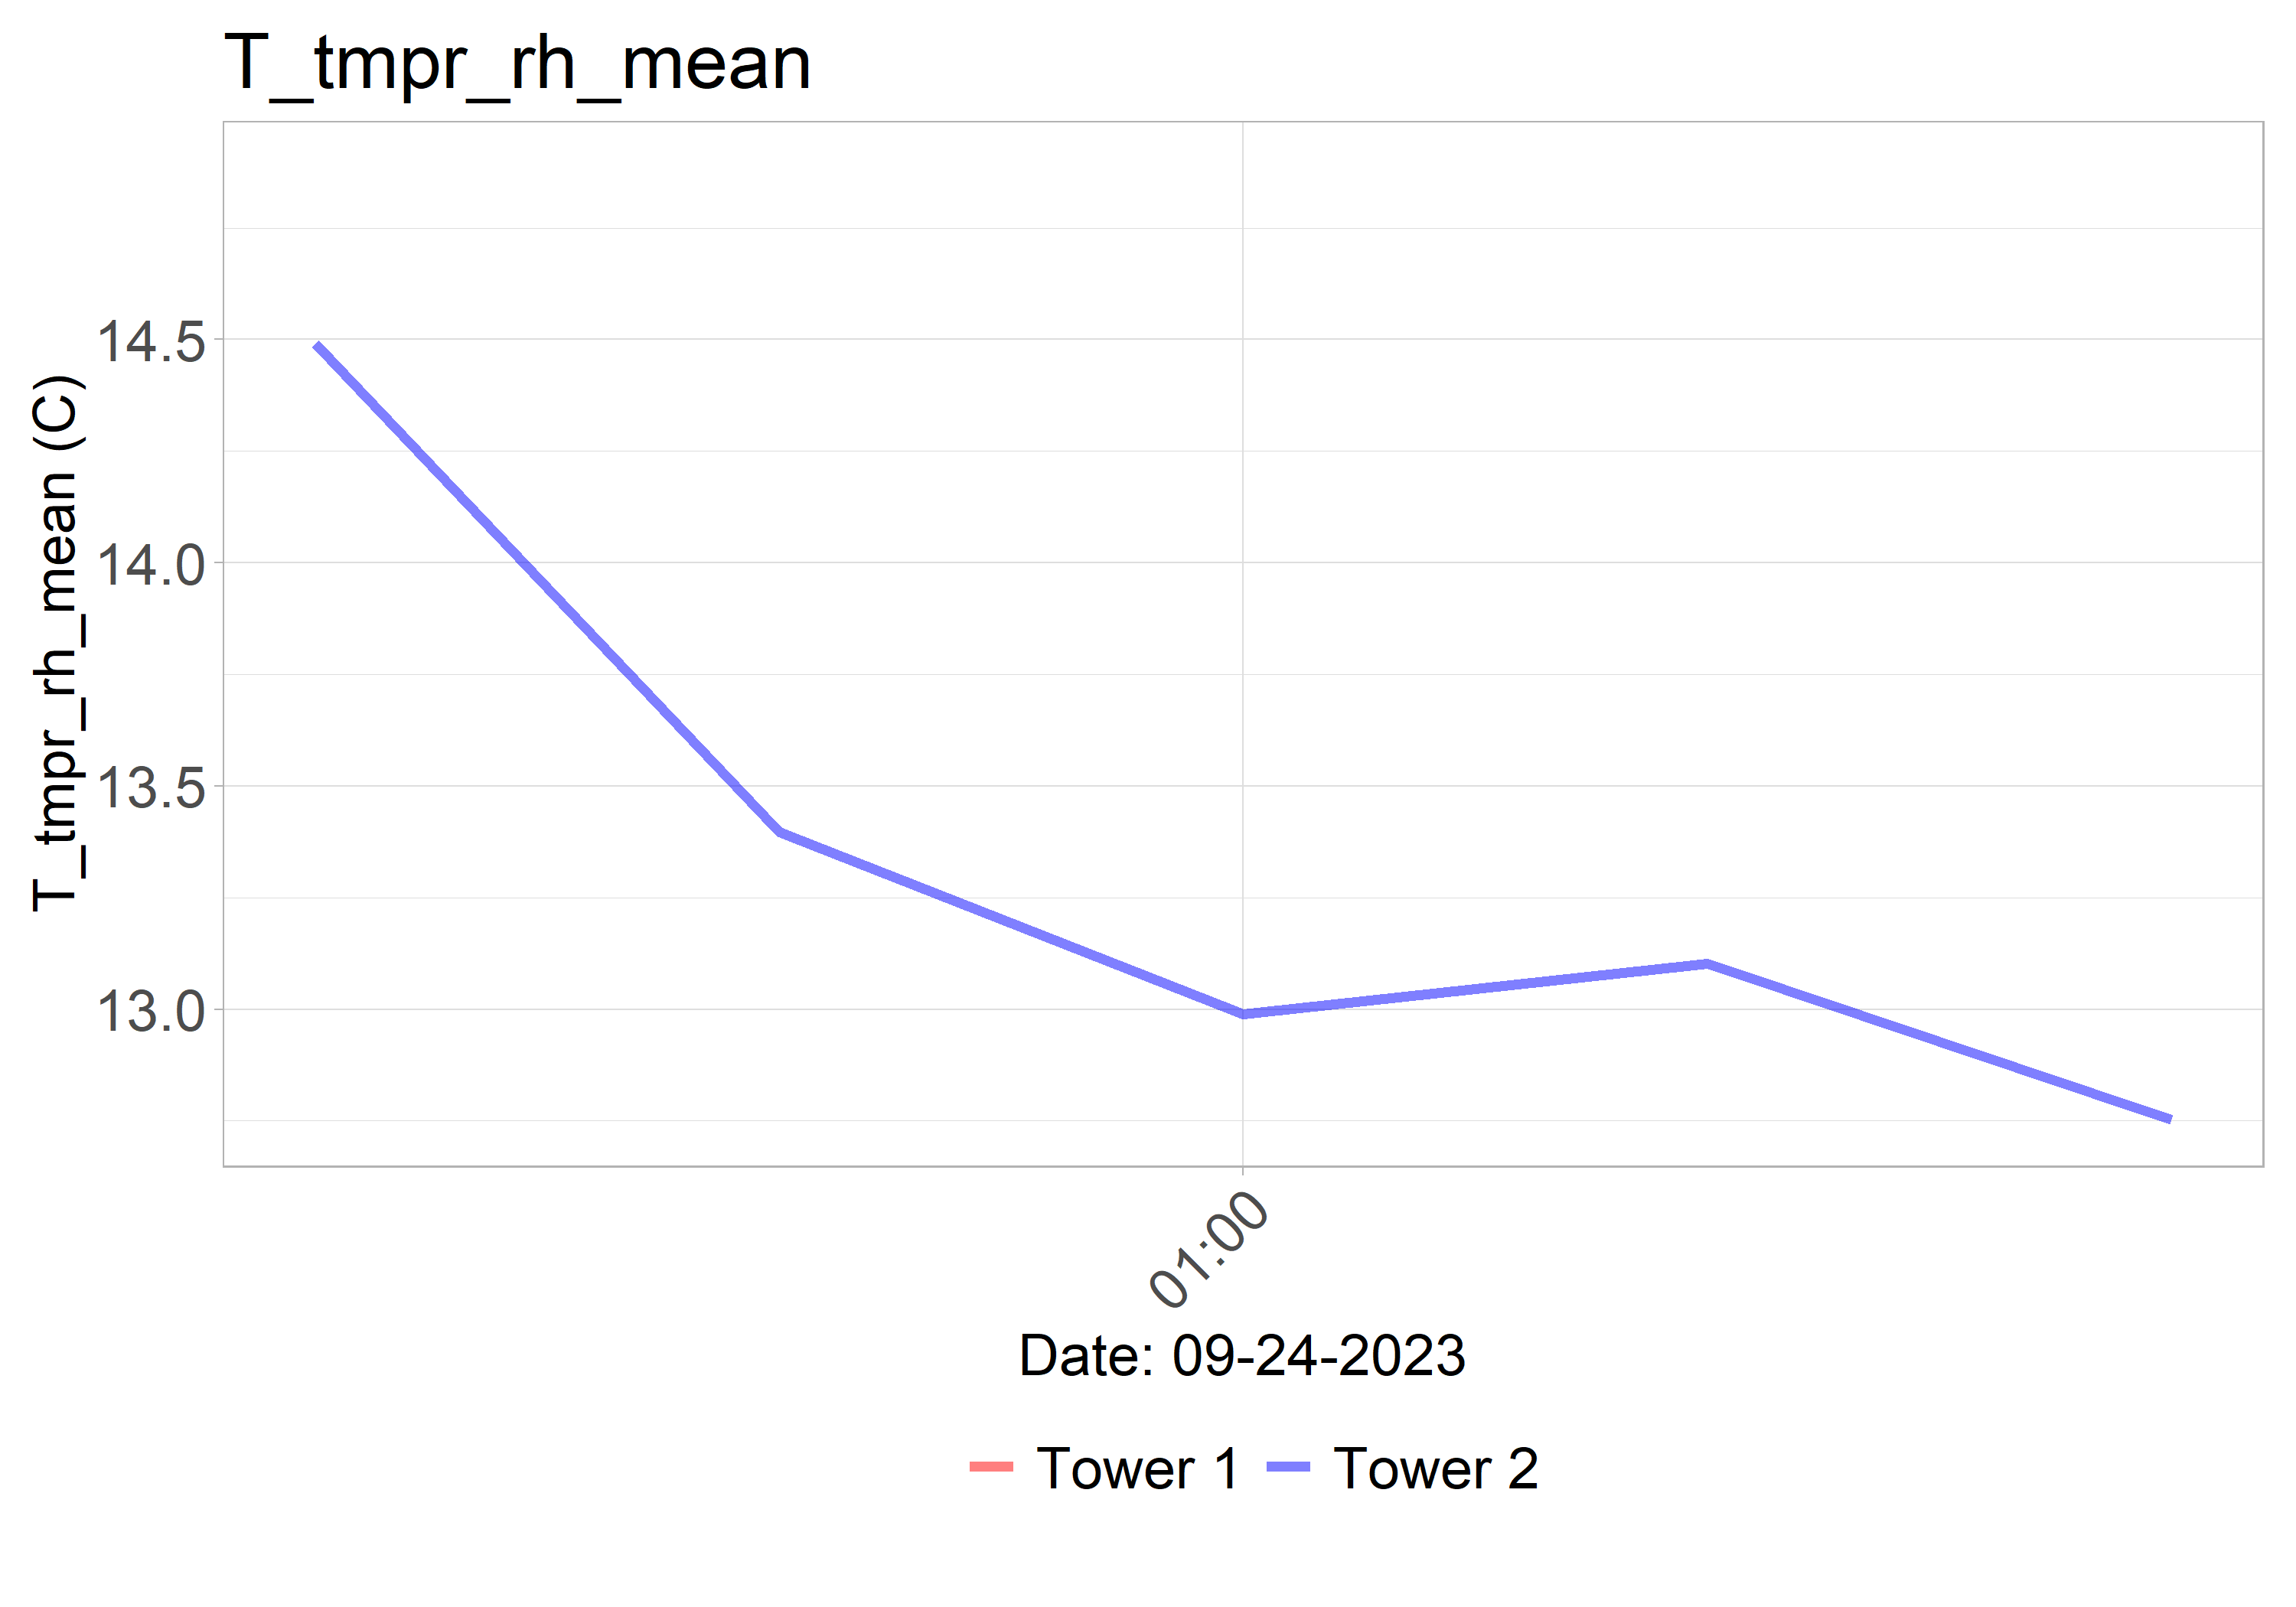 T_tmpr_rh_mean
T_tmpr_rh_mean (C)
14.5
14.0
13.5
13.0
01:00
Date: 09-24-2023
Tower 1 Tower 2